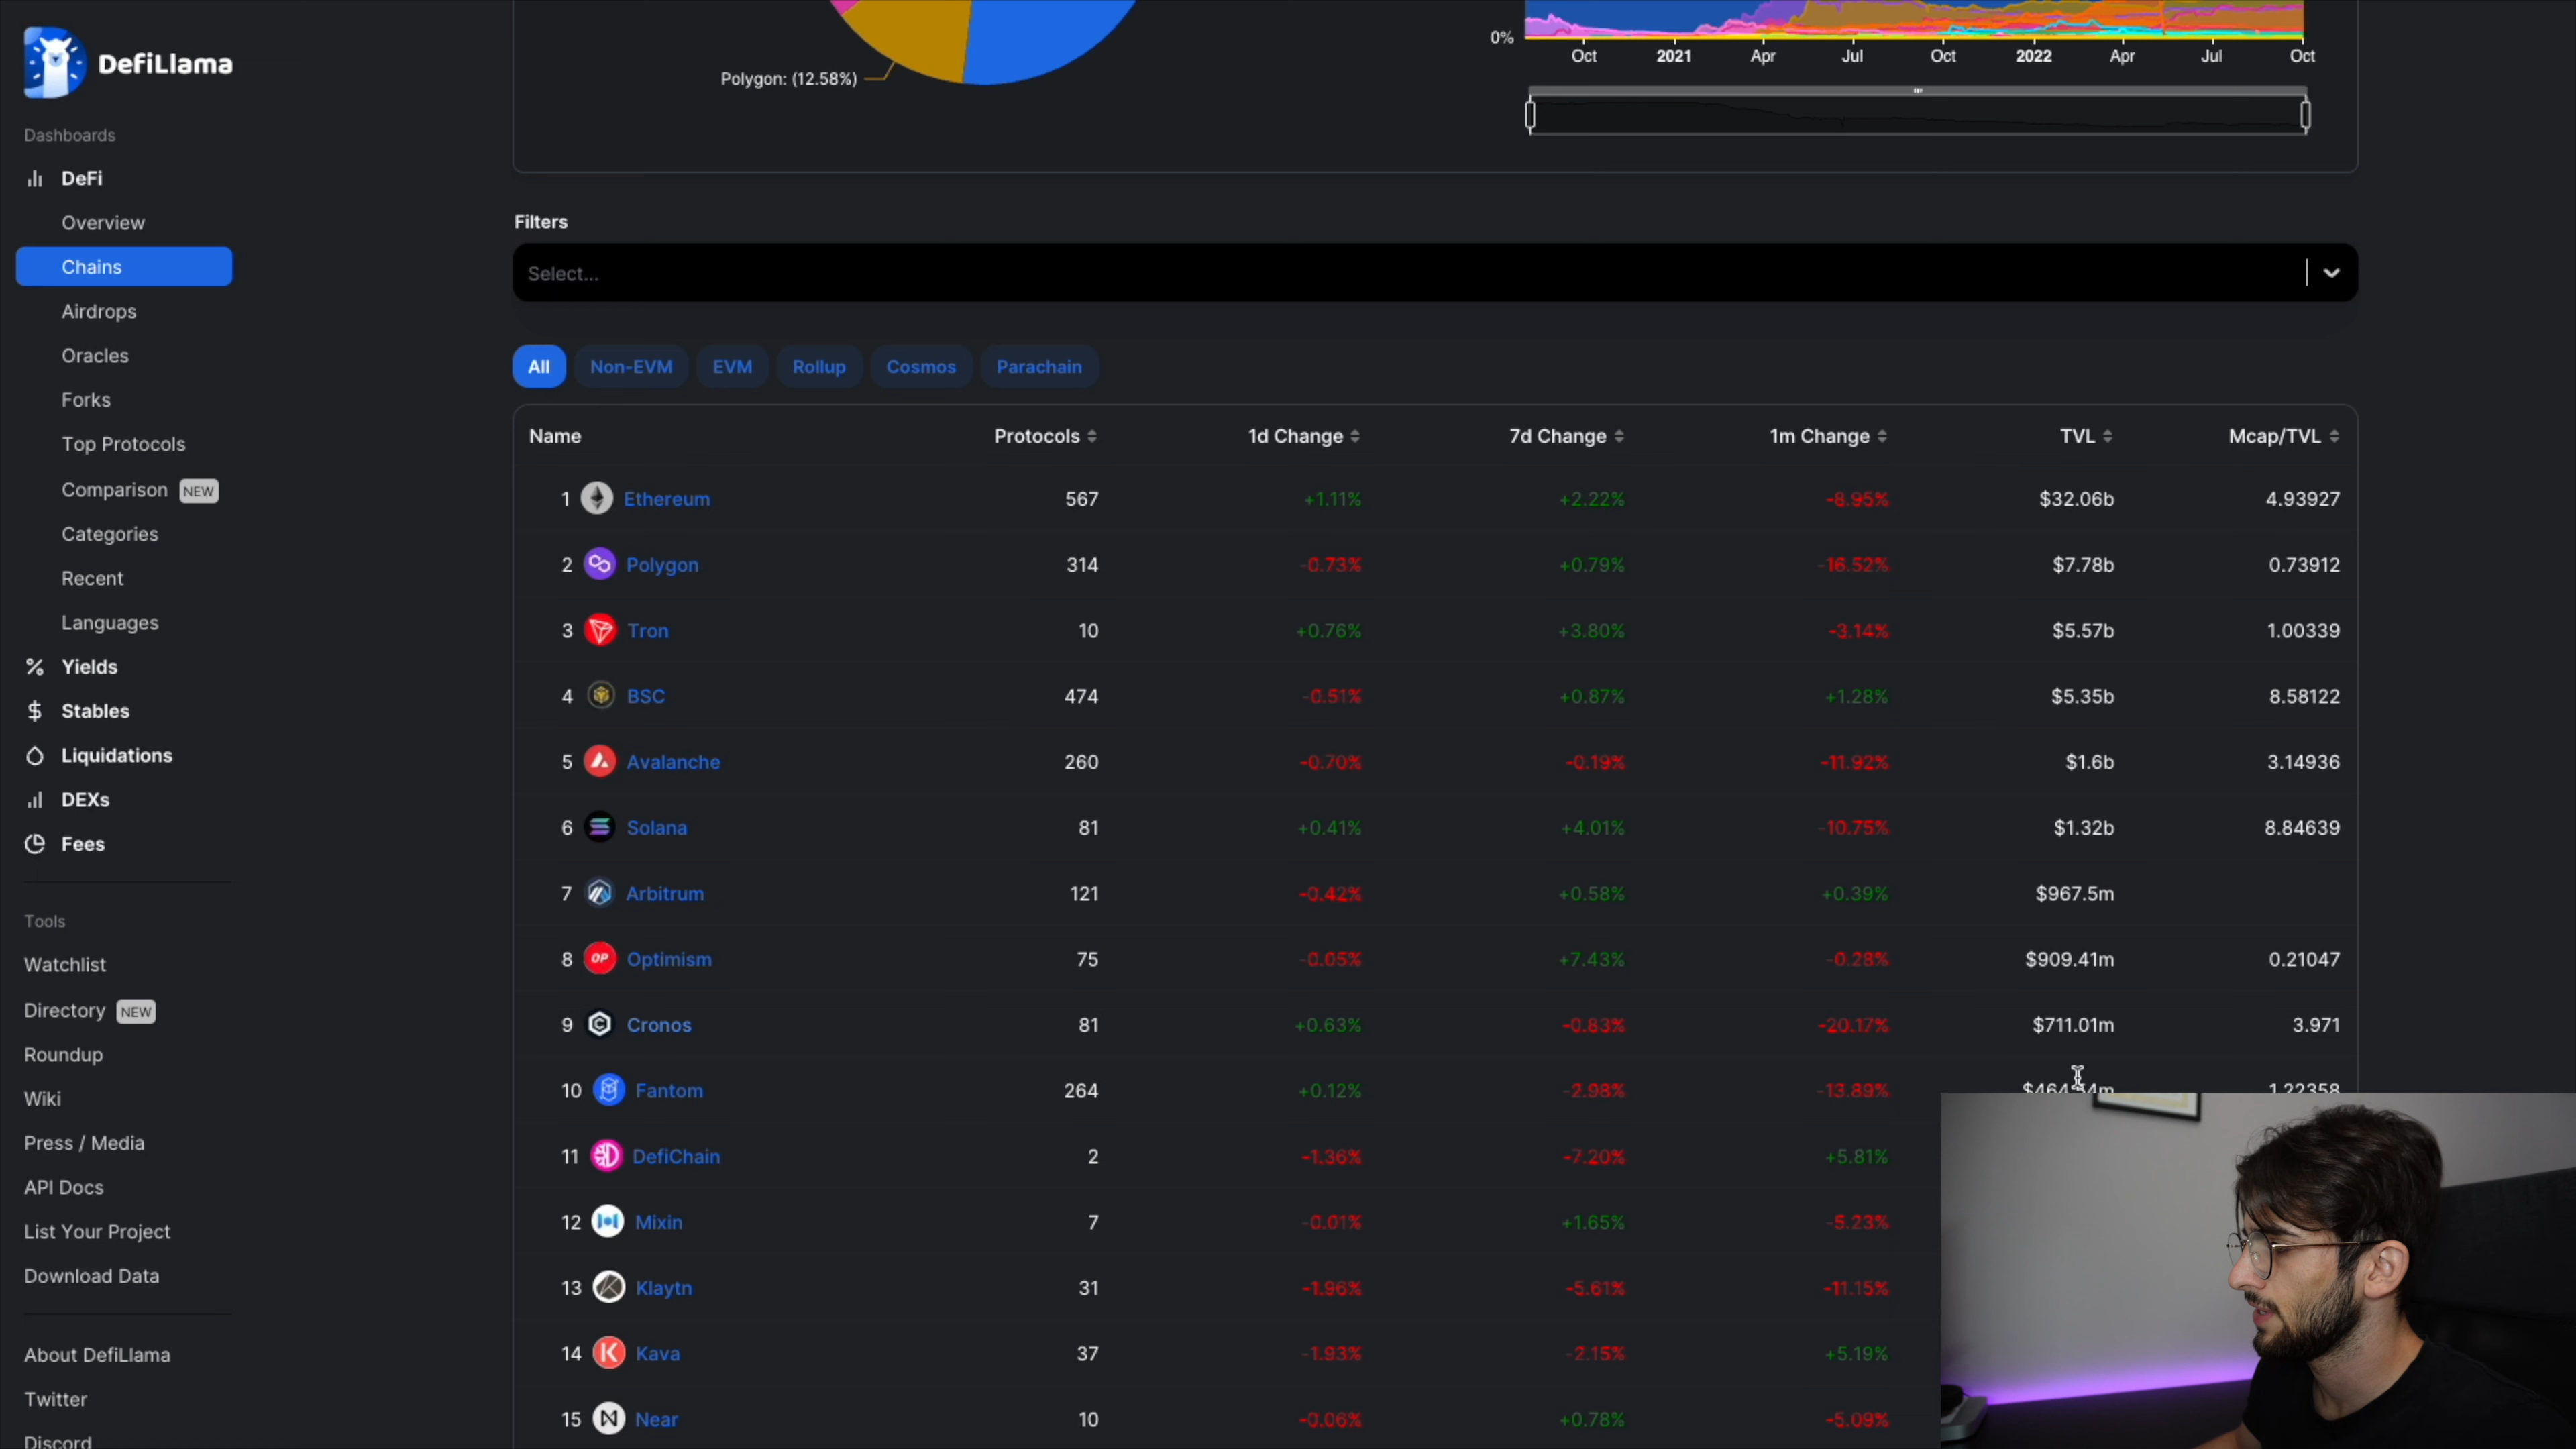 DefiLlama
Dashboards
DeFi
Overview
Chains
Airdrops
Oracles
Forks
Top Protocols
Comparison NEW
Categories
Recent
Languages
Yields
Stables
Liquidations
DEXs
Fees
Tools
Watchlist
Directory NEW
Roundup
Wiki
Press / Media
API Docs
List Your Project
Download Data
About DefiLlama
Twitter
Discord
Polygon: (12.58%)
0%
Oct 2021 Apr Jul Oct 2022 Apr Jul Oct
Filters
Select...
All Non-EVM EVM Rollup Cosmos Parachain
Name Protocols 1d Change 7d Change 1m Change TVL Mcap/TVL
1 Ethereum 567 +1.11% +2.22% -8.95% $32.06b 4.93927
2 Polygon 314 -0.73% +0.79% -16.52% $7.78b 0.73912
3 Tron 10 +0.76% +3.80% -3.14% $5.57b 1.00339
4 BSC 474 -0.51% +0.87% +1.28% $5.35b 8.58122
5 Avalanche 260 -0.70% -0.19% -11.92% $1.6b 3.14936
6 Solana 81 +0.41% +4.01% -10.75% $1.32b 8.84639
7 Arbitrum 121 -0.42% +0.58% +0.39% $967.5m
8 OP Optimism 75 -0.05% +7.43% -0.28% $909.41m 0.21047
9 Cronos 81 +0.63% -0.83% -20.17% $711.01m 3.971
10 Fantom 264 +0.12% -2.98% -13.89% 1.22358
11 DefiChain 2 -1.36% -7.20% +5.81%
12 Mixin 7 -0.01% +1.65% -5.23%
13 Klaytn 31 -1.96% -5.61% -11.15%
14 Kava 37 -1.93% -2.15% +5.19%
15 Near 10 -0.06% +0.78% -5.09%